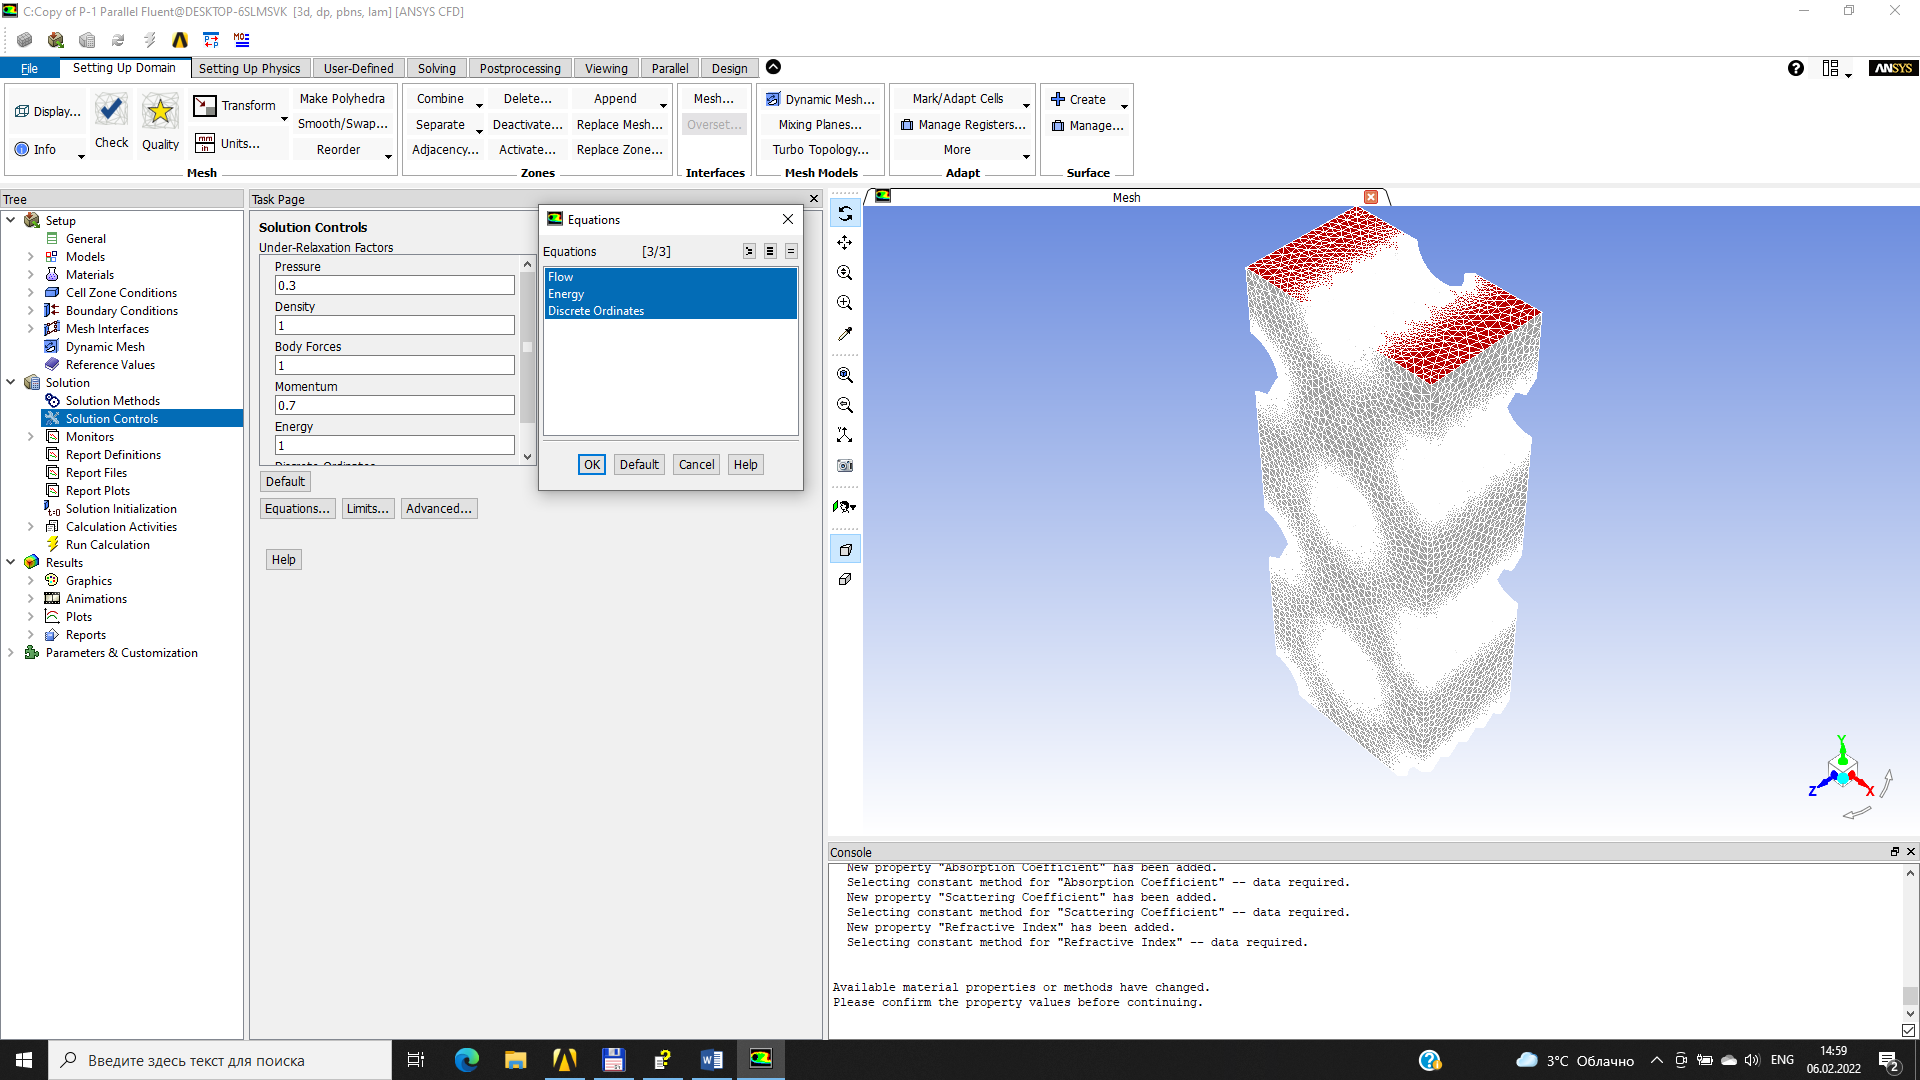 C:Copy of P-1 Parallel Fluent@DESKTOP-6SLMSVK [3d, dp, pbns, lam] [ANSYS CFD]
File
Setting Up Domain
Setting Up Physics
User-Defined
Solving
Postprocessing
Viewing
Parallel
Design
ANSYS
Display...
Info
Check
Quality
Transform
Units...
Make Polyhedra
Smooth/Swap...
Reorder
Mesh
Combine
Separate
Adjacency...
Delete...
Deactivate...
Activate...
Append
Replace Mesh...
Replace Zone...
Zones
Mesh...
Overset...
Interfaces
Dynamic Mesh...
Mixing Planes...
Turbo Topology...
Mesh Models
Mark/Adapt Cells
Manage Registers...
More
Adapt
Create
Manage...
Surface
Tree
Setup
General
Models
Materials
Cell Zone Conditions
Boundary Conditions
Mesh Interfaces
Dynamic Mesh
Reference Values
Solution
Solution Methods
Solution Controls
Monitors
Report Definitions
Report Files
Report Plots
Solution Initialization
Calculation Activities
Run Calculation
Results
Graphics
Animations
Plots
Reports
Parameters & Customization
Task Page
Solution Controls
Under-Relaxation Factors
Pressure
0.3
Density
1
Body Forces
1
Momentum
0.7
Energy
1
Default
Equations...
Limits...
Advanced...
Help
Equations
Equations [3/3]
Flow
Energy
Discrete Ordinates
OK
Default
Cancel
Help
Mesh
Y
Z
X
Console
New property "Absorption Coefficient" has been added.
Selecting constant method for "Absorption Coefficient" -- data required.
New property "Scattering Coefficient" has been added.
Selecting constant method for "Scattering Coefficient" -- data required.
New property "Refractive Index" has been added.
Selecting constant method for "Refractive Index" -- data required.
Available material properties or methods have changed.
Please confirm the property values before continuing.
Введите здесь текст для поиска
3°C Облачно
ENG
14:59
06.02.2022
2